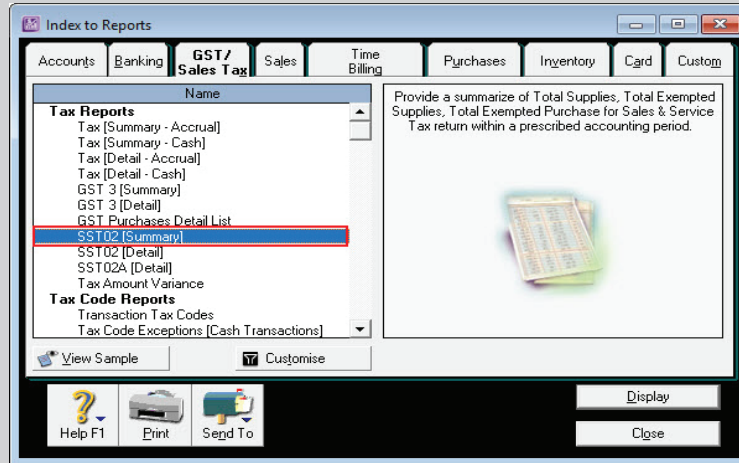 Index to Reports
Accounts
Banking
GST/
Sales Tax
Sales
Time
Billing
Purchases
Inventory
Card
Custom
Name
Tax Reports
Tax [Summary - Accrual]
Tax [Summary - Cash]
Tax [Detail - Accrual]
Tax [Detail - Cash]
GST 3 [Summary]
GST 3 [Detail]
GST Purchases Detail List
SST02 [Summary]
SST02 [Detail]
SST02A [Detail]
Tax Amount Variance
Tax Code Reports
Transaction Tax Codes
Tax Code Exceptions [Cash Transactions]
Provide a summarize of Total Supplies, Total Exempted
Supplies, Total Exempted Purchase for Sales & Service
Tax return within a prescribed accounting period.
View Sample
Customise
Help F1
Print
Send To
Display
Close